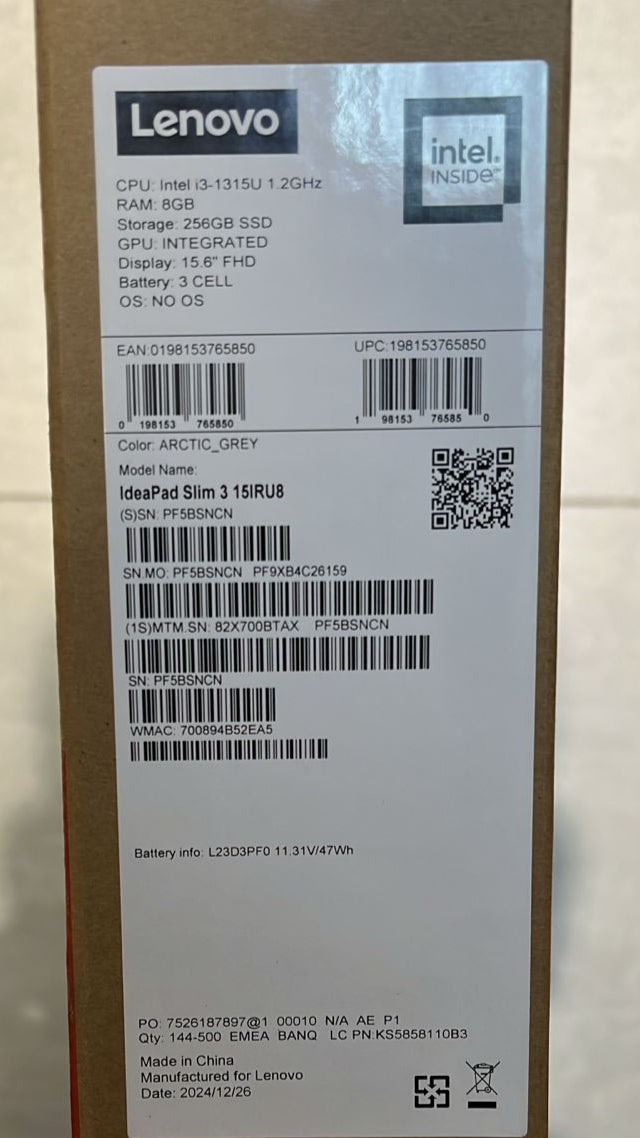 Lenovo
intel.
INSIDE™
CPU: Intel i3-1315U 1.2GHz
RAM: 8GB
Storage: 256GB SSD
GPU: INTEGRATED
Display: 15.6" FHD
Battery: 3 CELL
OS: NO OS
EAN:0198153765850
UPC:198153765850
0 198153 765850
1 98153 76585 0
Color: ARCTIC_GREY
Model Name:
IdeaPad Slim 3 15IRU8
(S)SN: PF5BSNCN
SN.MO: PF5BSNCN PF9XB4C26159
(1S)MTM.SN: 82X700BTAX PF5BSNCN
SN: PF5BSNCN
WMAC: 700894B52EA5
Battery info: L23D3PF0 11.31V/47Wh
PO: 7526187897@1 00010 N/A AE P1
Qty: 144-500 EMEA BANQ LC PN:KS5858110B3
Made in China
Manufactured for Lenovo
Date: 2024/12/26